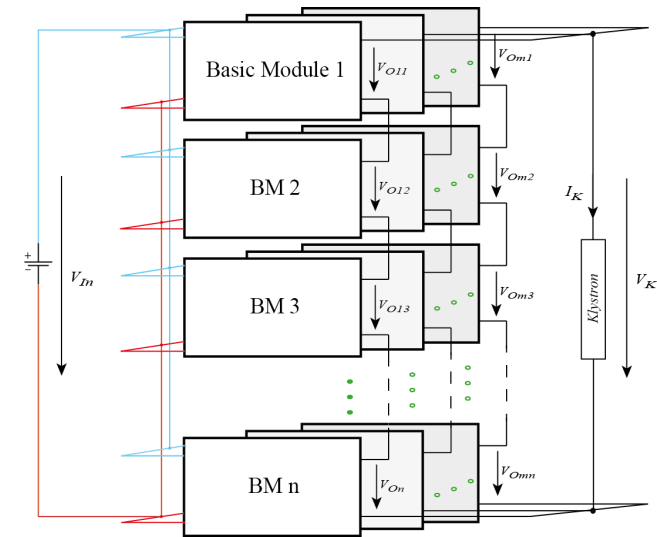 Basic Module 1
V_O11
V_Om1
BM 2
V_O12
V_Om2
I_K
+
-
V_In
BM 3
V_O13
V_Om3
Klystron
V_K
BM n
V_On
V_Omn